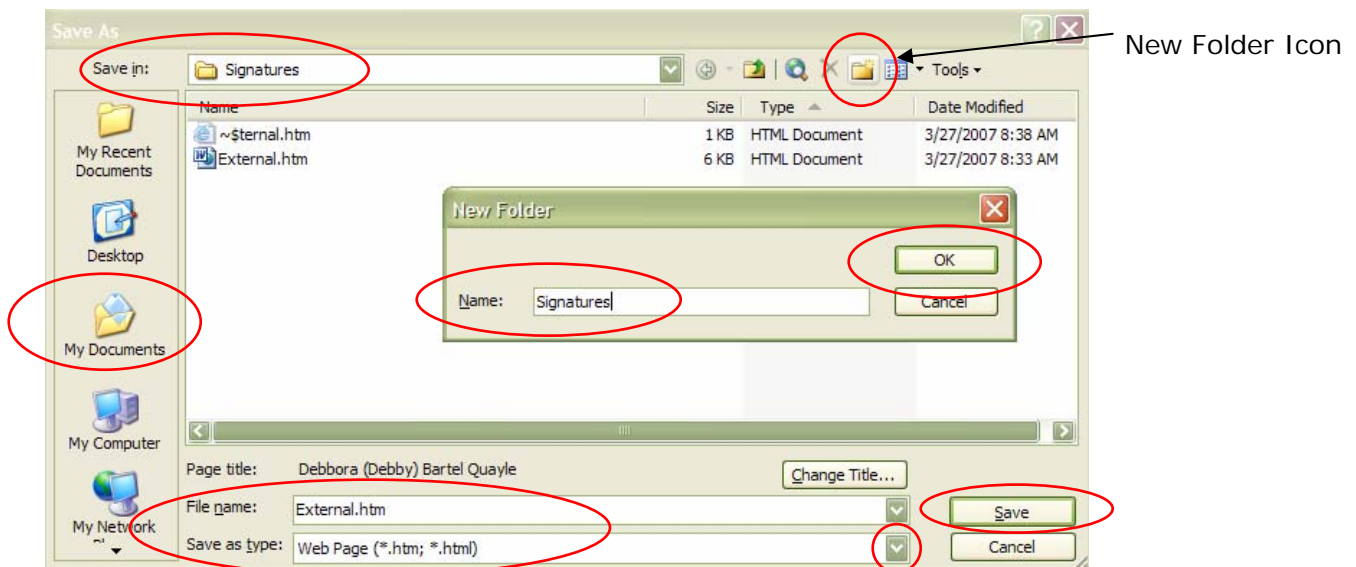 Save As
New Folder Icon
Save in:
Signatures
Tools
Name Size Type Date Modified
~$ternal.htm 1 KB HTML Document 3/27/2007 8:38 AM
External.htm 6 KB HTML Document 3/27/2007 8:33 AM
My Recent
Documents
Desktop
My Documents
My Computer
My Network
New Folder
OK
Name: Signatures
Cancel
Page title: Debbora (Debby) Bartel Quayle
Change Title...
File name: External.htm
Save
Save as type: Web Page (*.htm; *.html)
Cancel